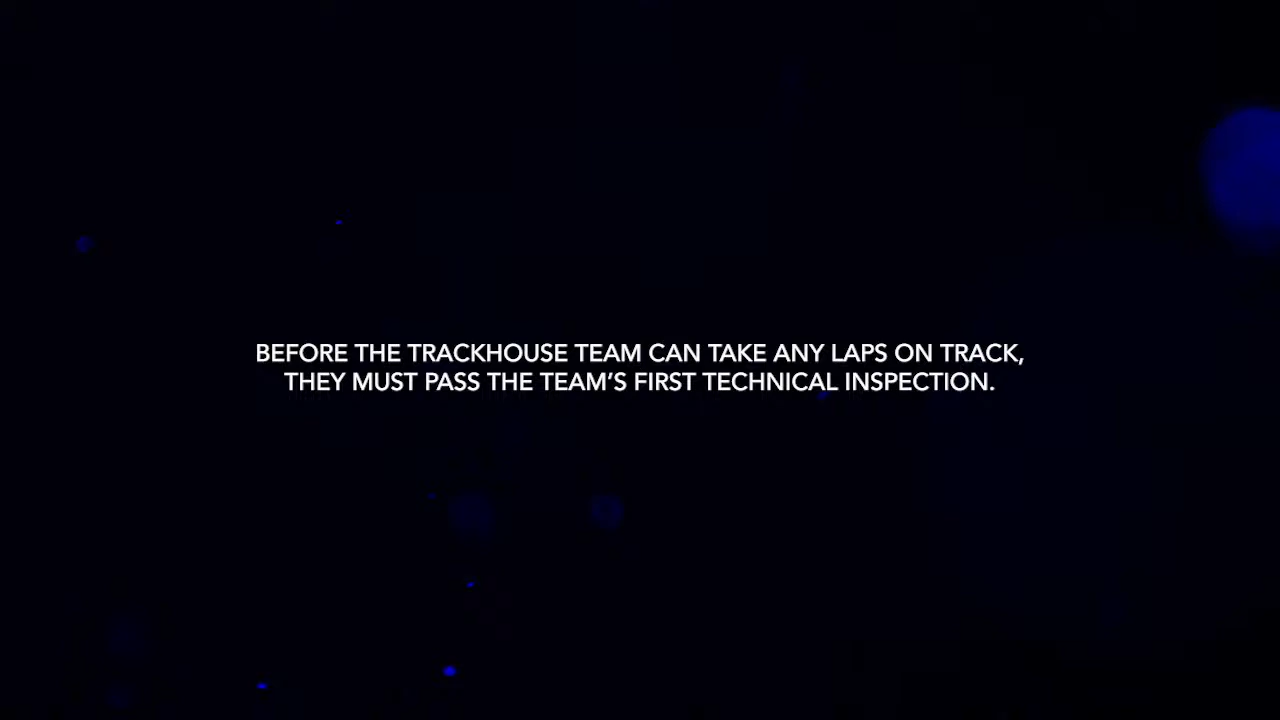 BEFORE THE TRACKHOUSE TEAM CAN TAKE ANY LAPS ON TRACK,
THEY MUST PASS THE TEAM’S FIRST TECHNICAL INSPECTION.